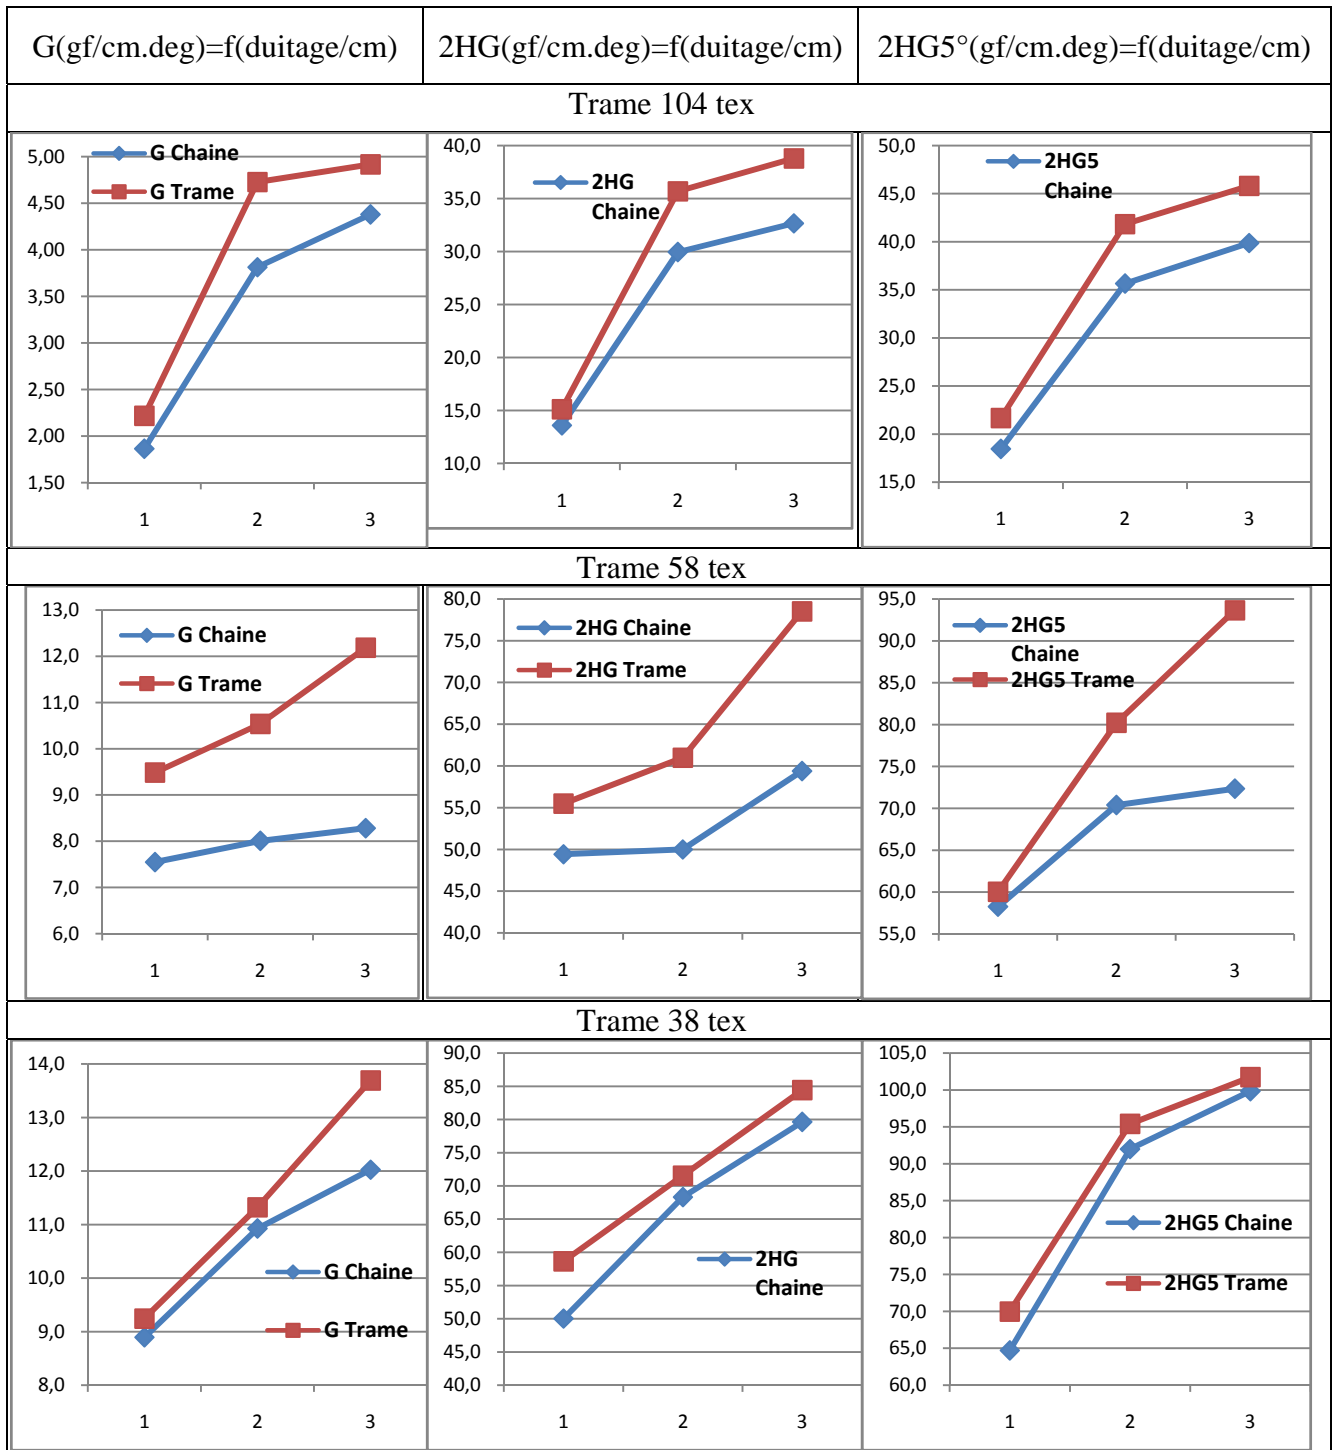 G(gf/cm.deg)=f(duitage/cm)
2HG(gf/cm.deg)=f(duitage/cm)
2HG5°(gf/cm.deg)=f(duitage/cm)
Trame 104 tex
5,00
4,50
4,00
3,50
3,00
2,50
2,00
1,50
G Chaine
G Trame
1 2 3
40,0
35,0
30,0
25,0
20,0
15,0
10,0
2HG
Chaine
1 2 3
50,0
45,0
40,0
35,0
30,0
25,0
20,0
15,0
2HG5
Chaine
1 2 3
Trame 58 tex
13,0
12,0
11,0
10,0
9,0
8,0
7,0
6,0
G Chaine
G Trame
1 2 3
80,0
75,0
70,0
65,0
60,0
55,0
50,0
45,0
40,0
2HG Chaine
2HG Trame
1 2 3
95,0
90,0
85,0
80,0
75,0
70,0
65,0
60,0
55,0
2HG5
Chaine
2HG5 Trame
1 2 3
Trame 38 tex
14,0
13,0
12,0
11,0
10,0
9,0
8,0
G Chaine
G Trame
1 2 3
90,0
85,0
80,0
75,0
70,0
65,0
60,0
55,0
50,0
45,0
40,0
2HG
Chaine
1 2 3
105,0
100,0
95,0
90,0
85,0
80,0
75,0
70,0
65,0
60,0
2HG5 Chaine
2HG5 Trame
1 2 3